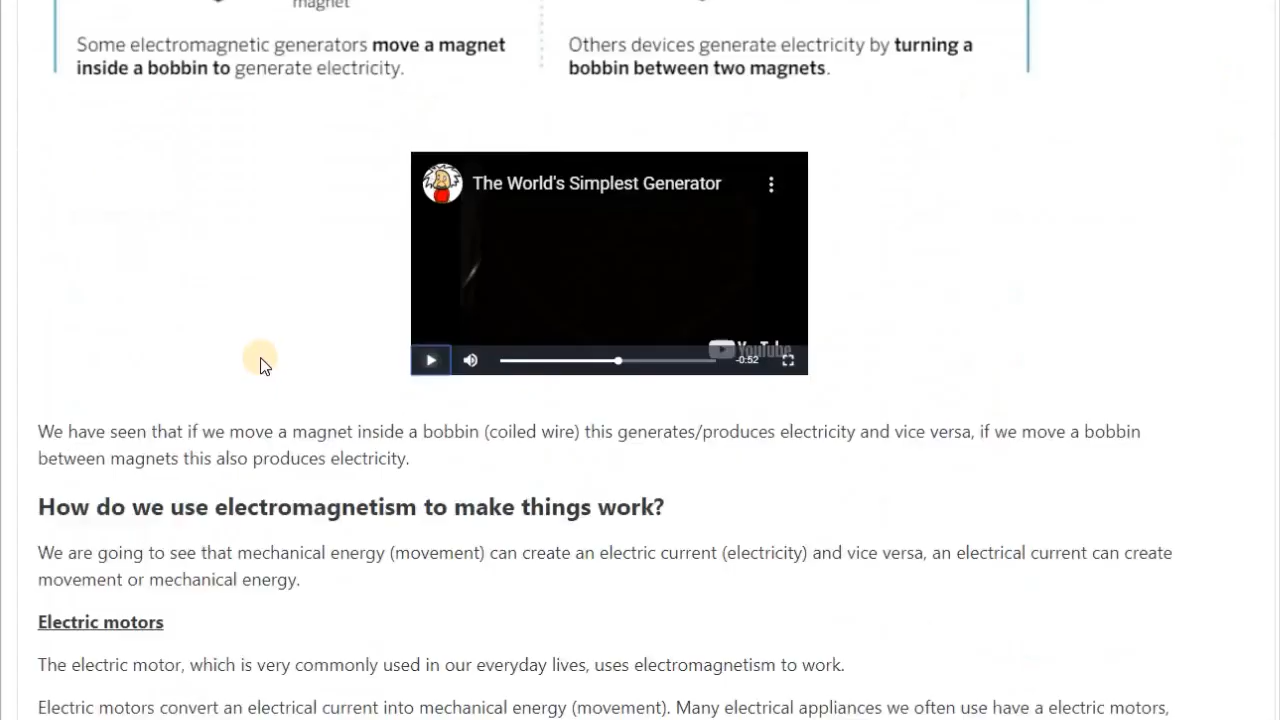 magnet
Some electromagnetic generators move a magnet
inside a bobbin to generate electricity.
Others devices generate electricity by turning a
bobbin between two magnets.
The World's Simplest Generator
YouTube
-0:52
We have seen that if we move a magnet inside a bobbin (coiled wire) this generates/produces electricity and vice versa, if we move a bobbin
between magnets this also produces electricity.
How do we use electromagnetism to make things work?
We are going to see that mechanical energy (movement) can create an electric current (electricity) and vice versa, an electrical current can create
movement or mechanical energy.
Electric motors
The electric motor, which is very commonly used in our everyday lives, uses electromagnetism to work.
Electric motors convert an electrical current into mechanical energy (movement). Many electrical appliances we often use have a electric motors,